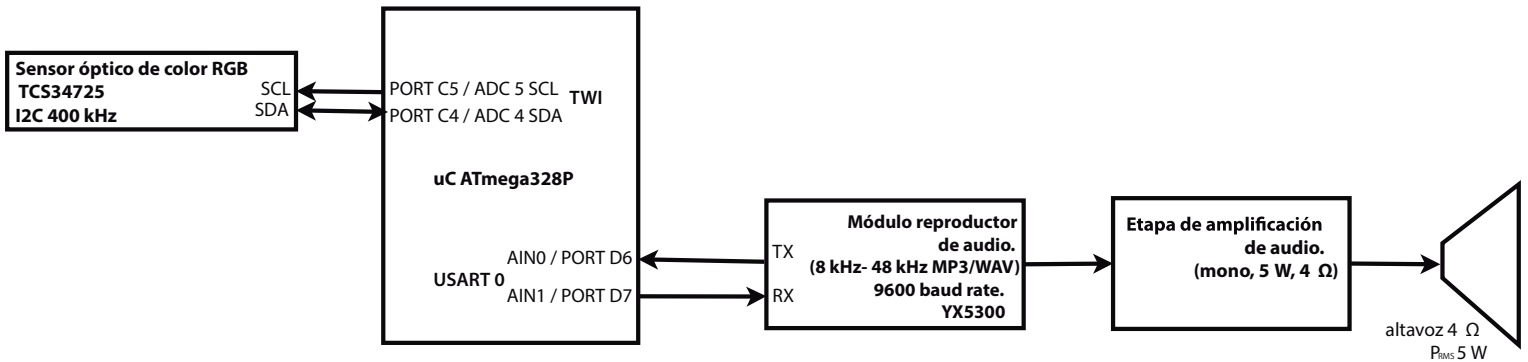 Sensor óptico de color RGB
TCS34725
I2C 400 kHz
SCL
SDA
PORT C5 / ADC 5 SCL
PORT C4 / ADC 4 SDA
TWI
uC ATmega328P
AIN0 / PORT D6
USART 0
AIN1 / PORT D7
TX
RX
Módulo reproductor
de audio.
(8 kHz- 48 kHz MP3/WAV)
9600 baud rate.
YX5300
Etapa de amplificación
de audio.
(mono, 5 W, 4 Ω)
altavoz 4 Ω
PRMS 5 W